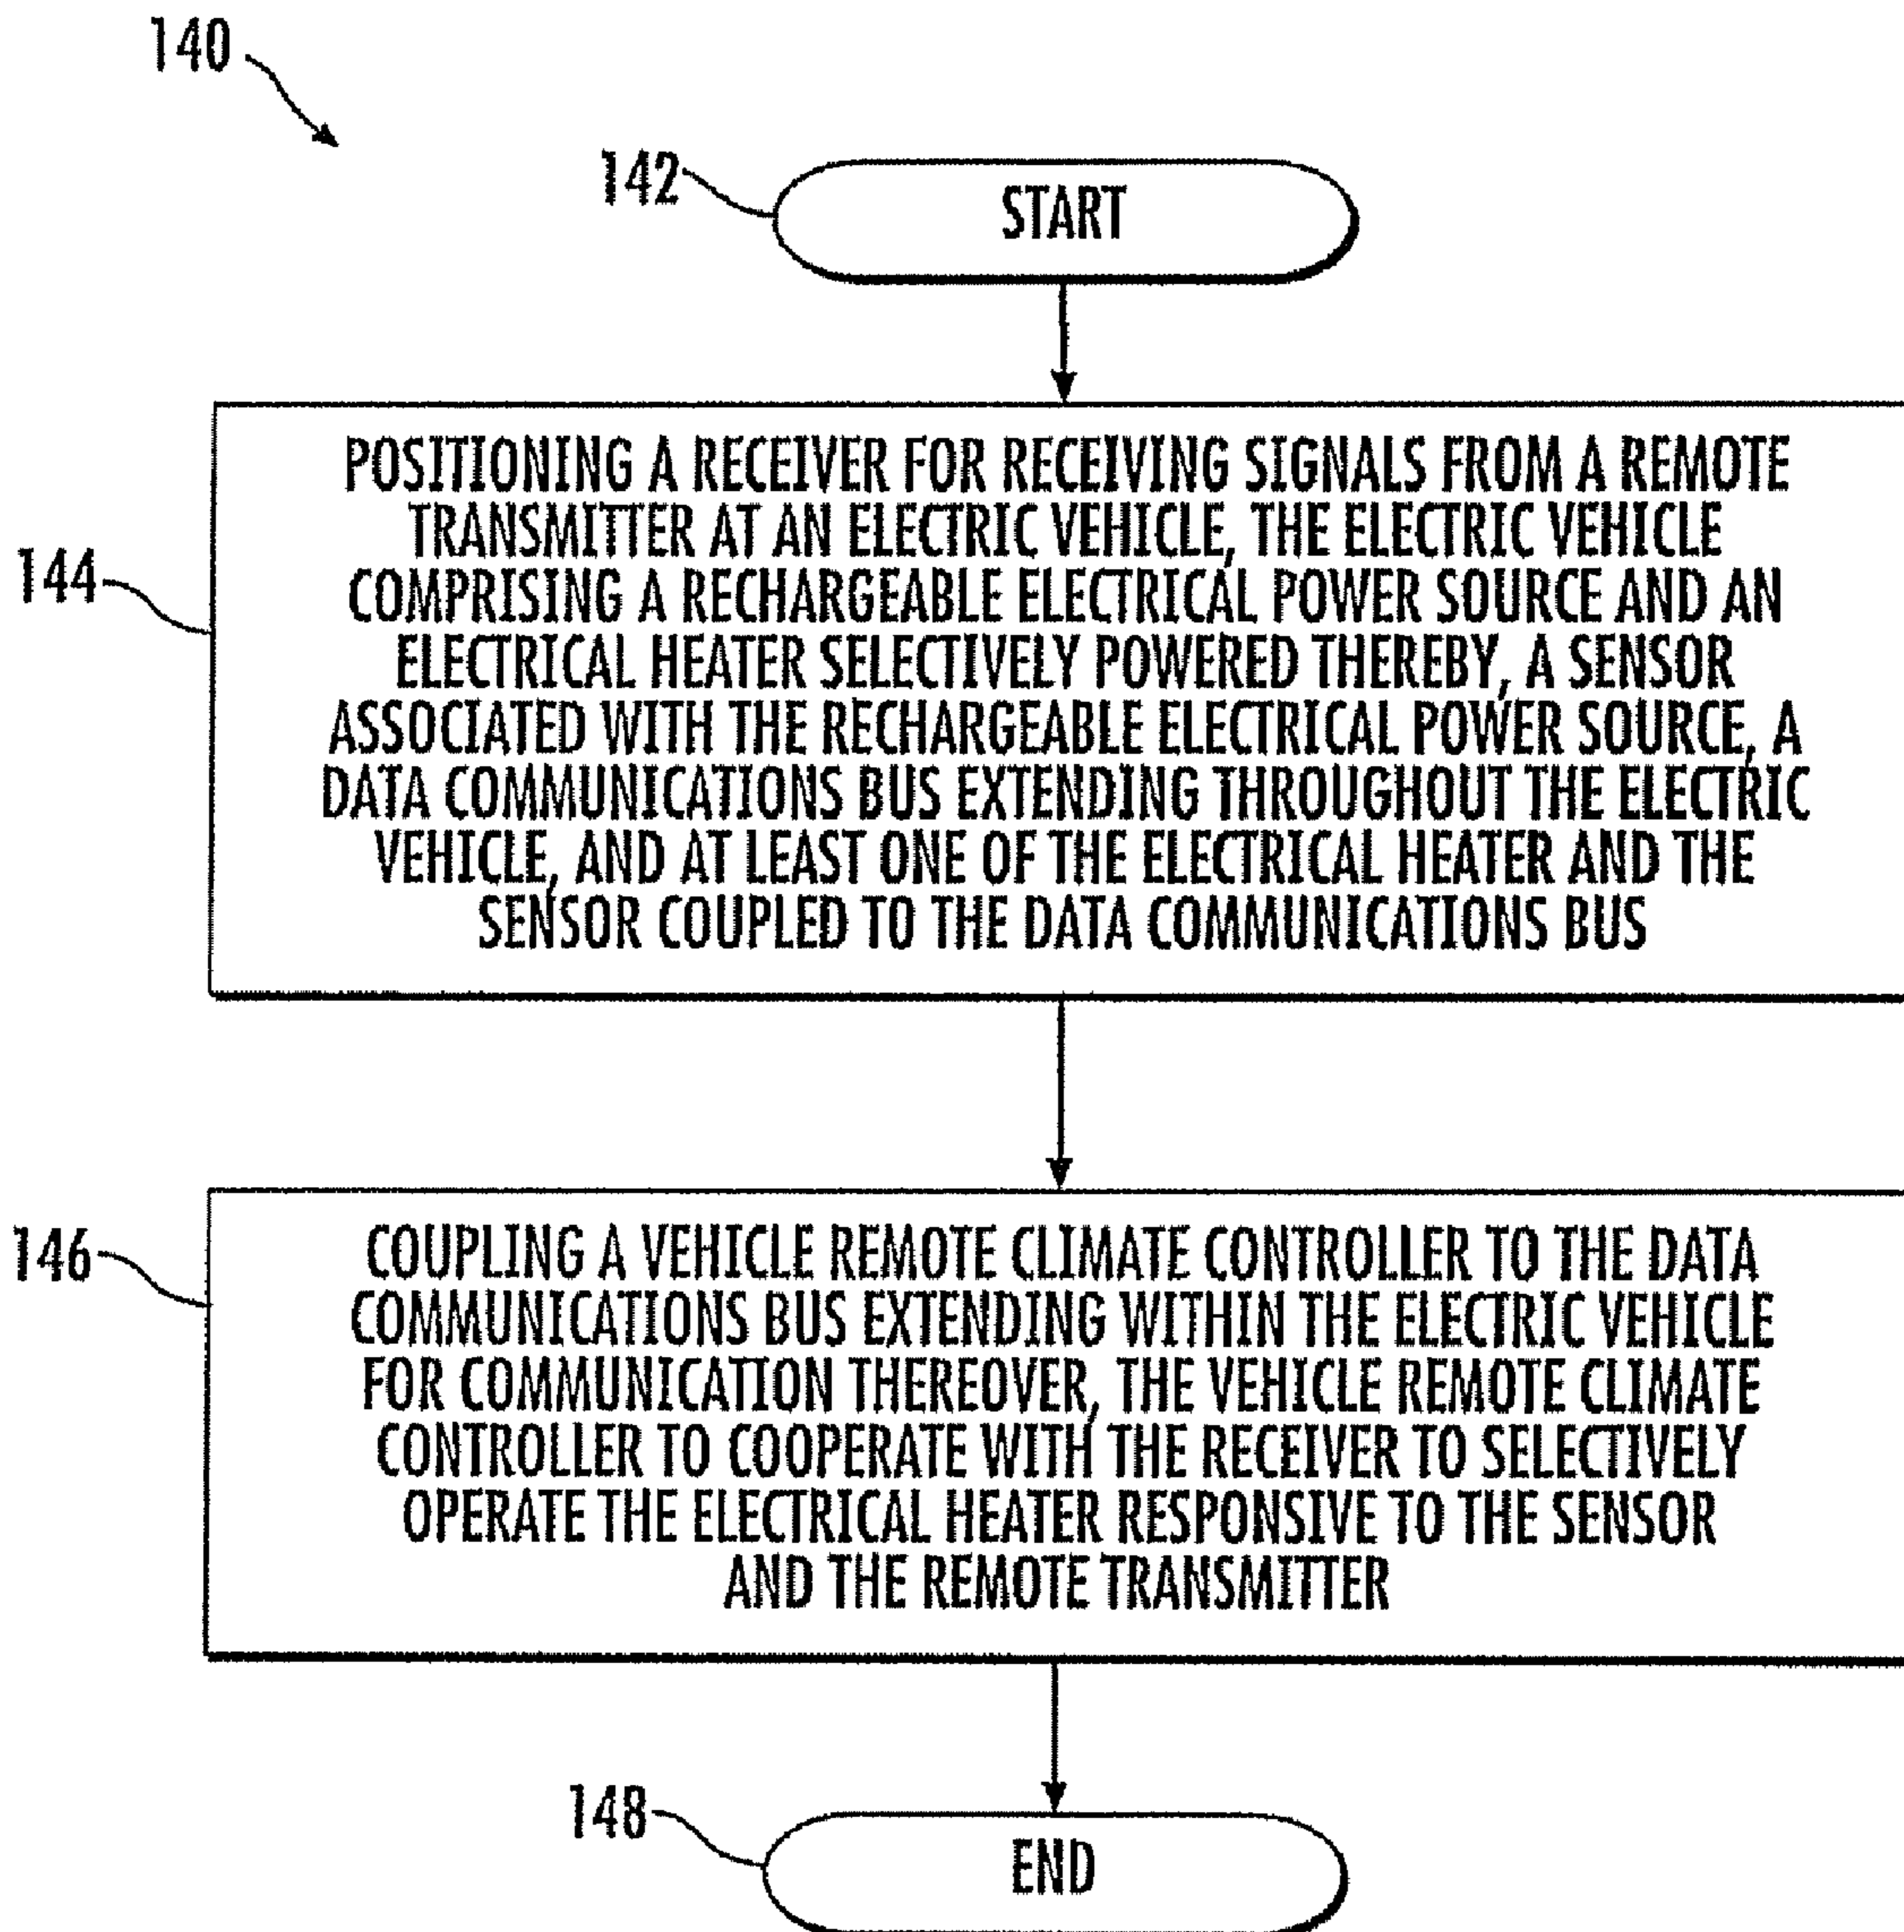 140
142
START
144
POSITIONING A RECEIVER FOR RECEIVING SIGNALS FROM A REMOTE
TRANSMITTER AT AN ELECTRIC VEHICLE, THE ELECTRIC VEHICLE
COMPRISING A RECHARGEABLE ELECTRICAL POWER SOURCE AND AN
ELECTRICAL HEATER SELECTIVELY POWERED THEREBY, A SENSOR
ASSOCIATED WITH THE RECHARGEABLE ELECTRICAL POWER SOURCE, A
DATA COMMUNICATIONS BUS EXTENDING THROUGHOUT THE ELECTRIC
VEHICLE, AND AT LEAST ONE OF THE ELECTRICAL HEATER AND THE
SENSOR COUPLED TO THE DATA COMMUNICATIONS BUS
146
COUPLING A VEHICLE REMOTE CLIMATE CONTROLLER TO THE DATA
COMMUNICATIONS BUS EXTENDING WITHIN THE ELECTRIC VEHICLE
FOR COMMUNICATION THEREOVER, THE VEHICLE REMOTE CLIMATE
CONTROLLER TO COOPERATE WITH THE RECEIVER TO SELECTIVELY
OPERATE THE ELECTRICAL HEATER RESPONSIVE TO THE SENSOR
AND THE REMOTE TRANSMITTER
148
END